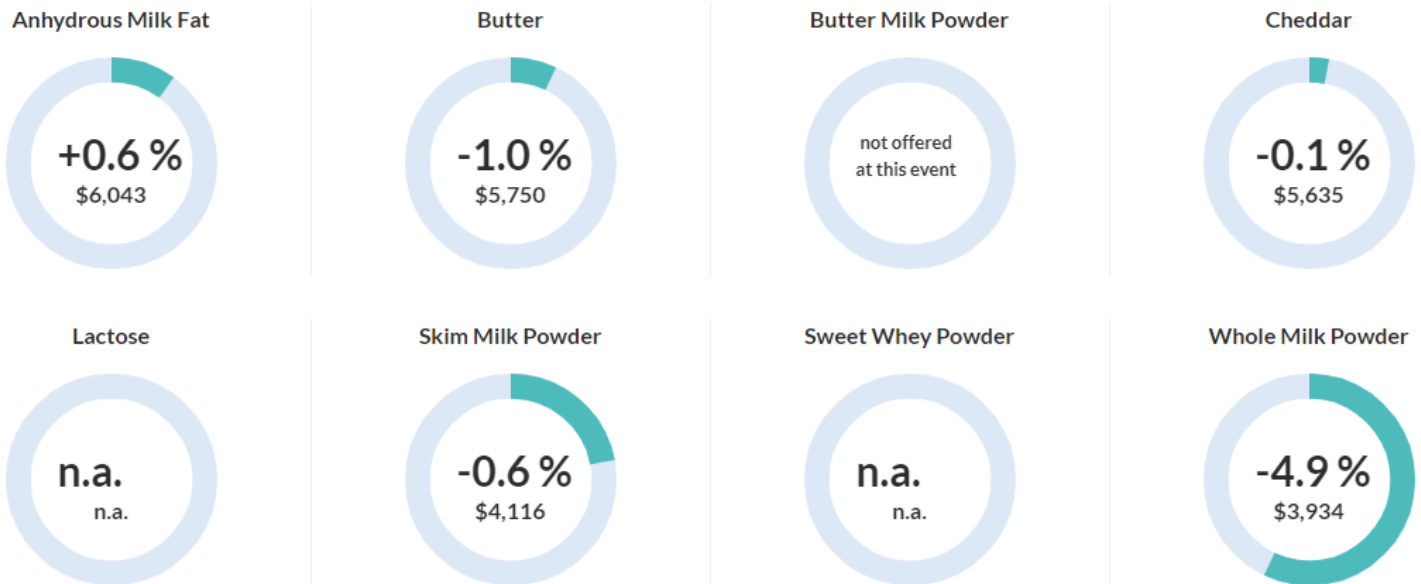 Anhydrous Milk Fat
+0.6 %
$6,043
Butter
-1.0 %
$5,750
Butter Milk Powder
not offered
at this event
Cheddar
-0.1 %
$5,635
Lactose
n.a.
n.a.
Skim Milk Powder
-0.6 %
$4,116
Sweet Whey Powder
n.a.
n.a.
Whole Milk Powder
-4.9 %
$3,934